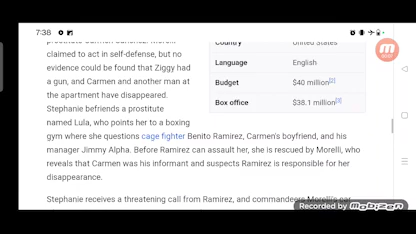 7:38
prostitute Carmen Sanchez. Morelli
claimed to act in self-defense, but no
evidence could be found that Ziggy had
a gun, and Carmen and another man at
the apartment have disappeared.
Stephanie befriends a prostitute
named Lula, who points her to a boxing
gym where she questions cage fighter Benito Ramirez, Carmen's boyfriend, and his
manager Jimmy Alpha. Before Ramirez can assault her, she is rescued by Morelli, who
reveals that Carmen was his informant and suspects Ramirez is responsible for her
disappearance.
Stephanie receives a threatening call from Ramirez, and commandeers Morelli's car
Country United States
Language English
Budget $40 million[2]
Box office $38.1 million[3]
Recorded by mobizen